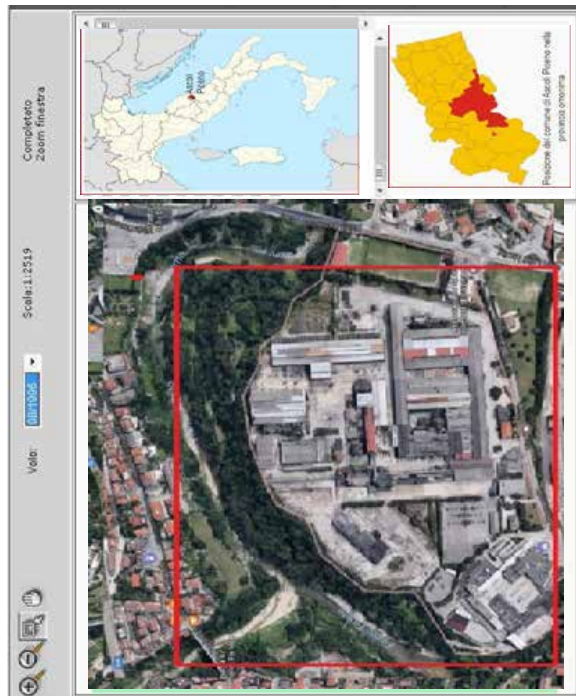 Volo: 08/1996 Scala:1:2519 Completato
Zoom finestra
Ascoli
Piceno
Posizione del comune di Ascoli Piceno nella
provincia omonima